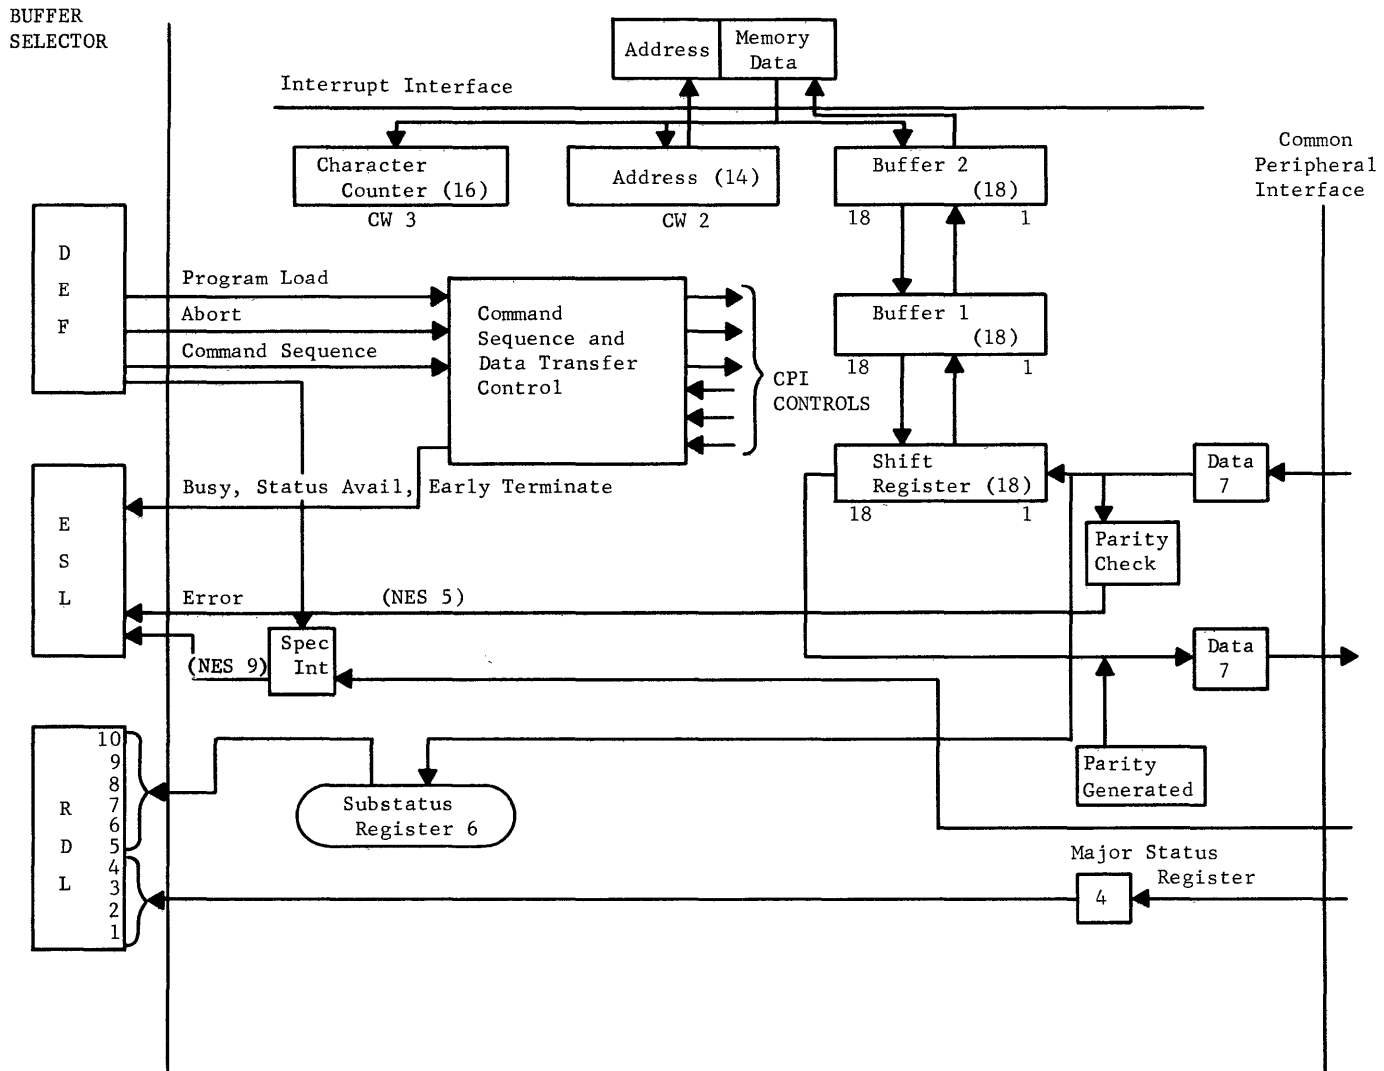 BUFFER
SELECTOR
Address
Memory
Data
Interrupt Interface
Character
Counter (16)
CW 3
Address (14)
CW 2
Buffer 2
(18)
18
1
Common
Peripheral
Interface
D
E
F
Program Load
Abort
Command Sequence
Command
Sequence and
Data Transfer
Control
CPI
CONTROLS
Buffer 1
(18)
18
1
Shift
Register (18)
18
1
Data
7
Parity
Check
E
S
L
Busy, Status Avail, Early Terminate
Error
(NES 5)
(NES 9)
Spec
Int
Data
7
Parity
Generated
R
D
L
10
9
8
7
6
5
4
3
2
1
Substatus
Register 6
Major Status
Register
4